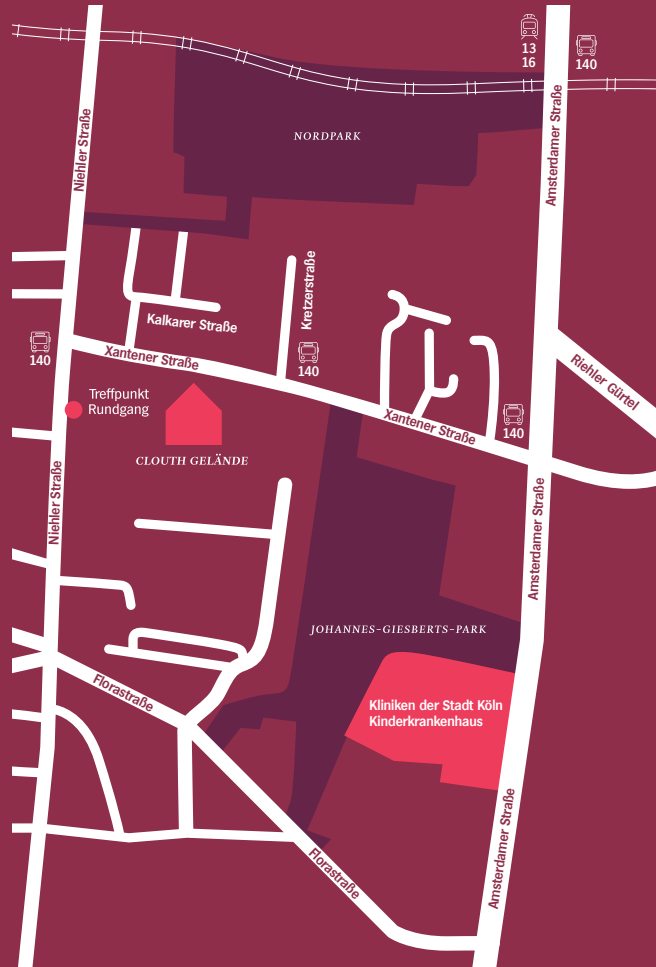 13
16
140
Niehler Straße
Amsterdamer Straße
NORDPARK
Kretzerstraße
Kalkarer Straße
140
Xantener Straße
140
Riehler Gürtel
Treffpunkt
Rundgang
140
Xantener Straße
CLOUTH GELÄNDE
Niehler Straße
Amsterdamer Straße
JOHANNES-GIESBERTS-PARK
Florastraße
Kliniken der Stadt Köln
Kinderkrankenhaus
Amsterdamer Straße
Florastraße